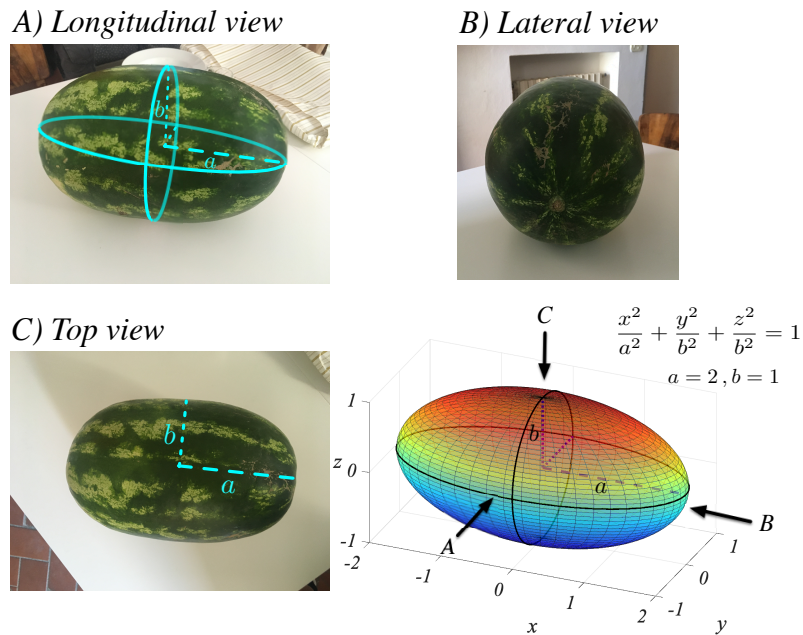 A) Longitudinal view
B) Lateral view
b
a
C) Top view
b
a
C
x²/a² + y²/b² + z²/b² = 1
a = 2 , b = 1
1
z 0
-1
b
a
A
B
-2
-1
0
1
2
x
-1
0
1
y